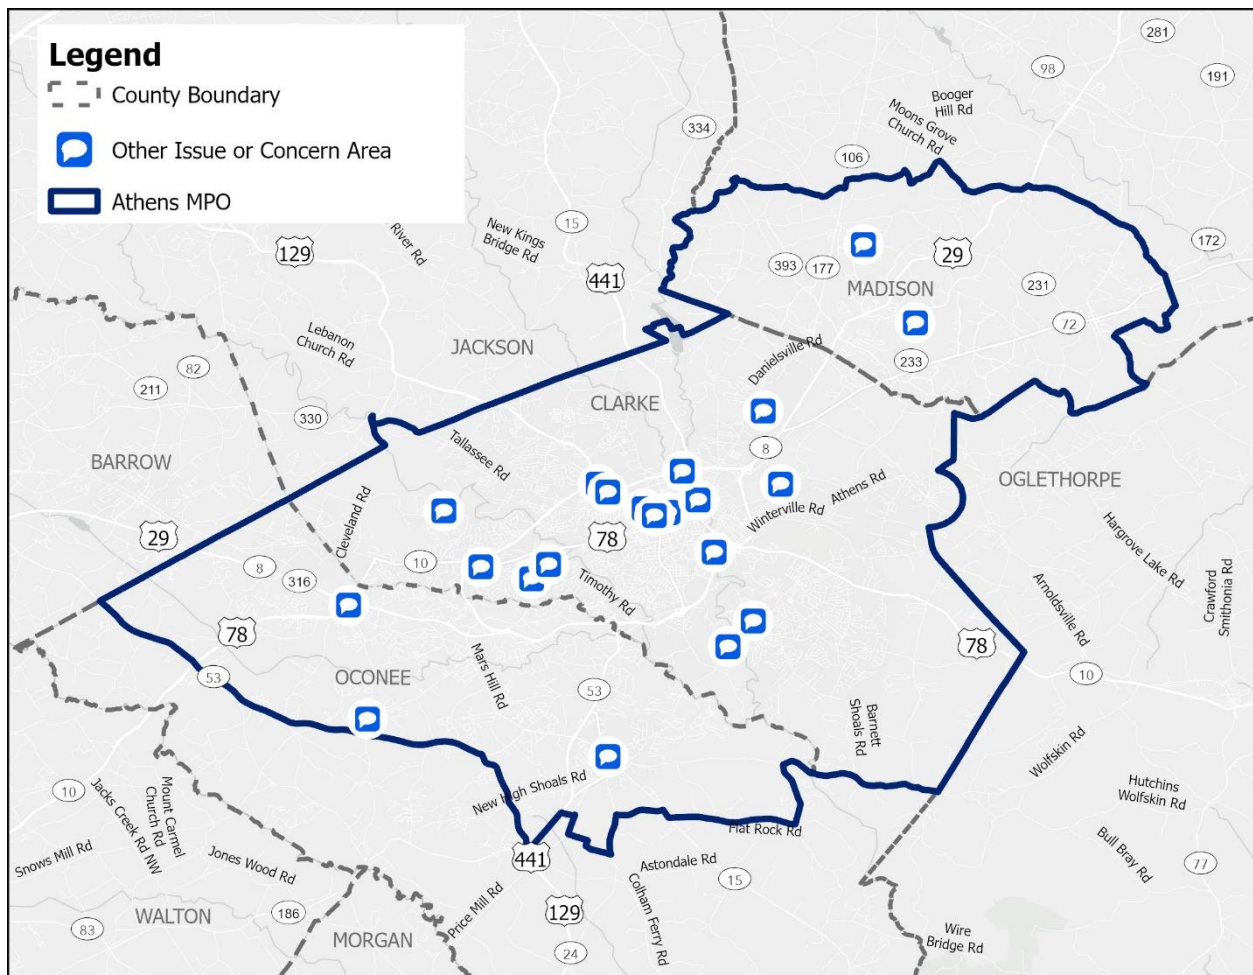 Legend
County Boundary
Other Issue or Concern Area
Athens MPO
281
98
191
Booger
Hill Rd
Moons Grove
Church Rd
334
106
15
New Kings
Bridge Rd
River Rd
129
441
172
393
177
29
231
MADISON
72
233
Danielsville Rd
Lebanon
Church Rd
JACKSON
82
211
330
CLARKE
BARROW
Tallassee Rd
8
OGLETHORPE
Athens Rd
Winterville Rd
Cleveland Rd
29
78
Hargrove Lake Rd
8
316
10
Timothy Rd
Arnoldsville Rd
Crawford
Smithonia Rd
78
78
53
OCONEE
Mars Hill Rd
53
10
Barnett
Shoals Rd
Wolfskin Rd
10
Jacks Creek Rd NW
Mount Carmel
Church Rd
New High Shoals Rd
Hutchins
Wolfskin Rd
Flat Rock Rd
Bull Bray Rd
Snows Mill Rd
Jones Wood Rd
441
Astondale Rd
15
77
Colham Ferry Rd
Price Mill Rd
WALTON
186
129
83
MORGAN
24
Wire
Bridge Rd